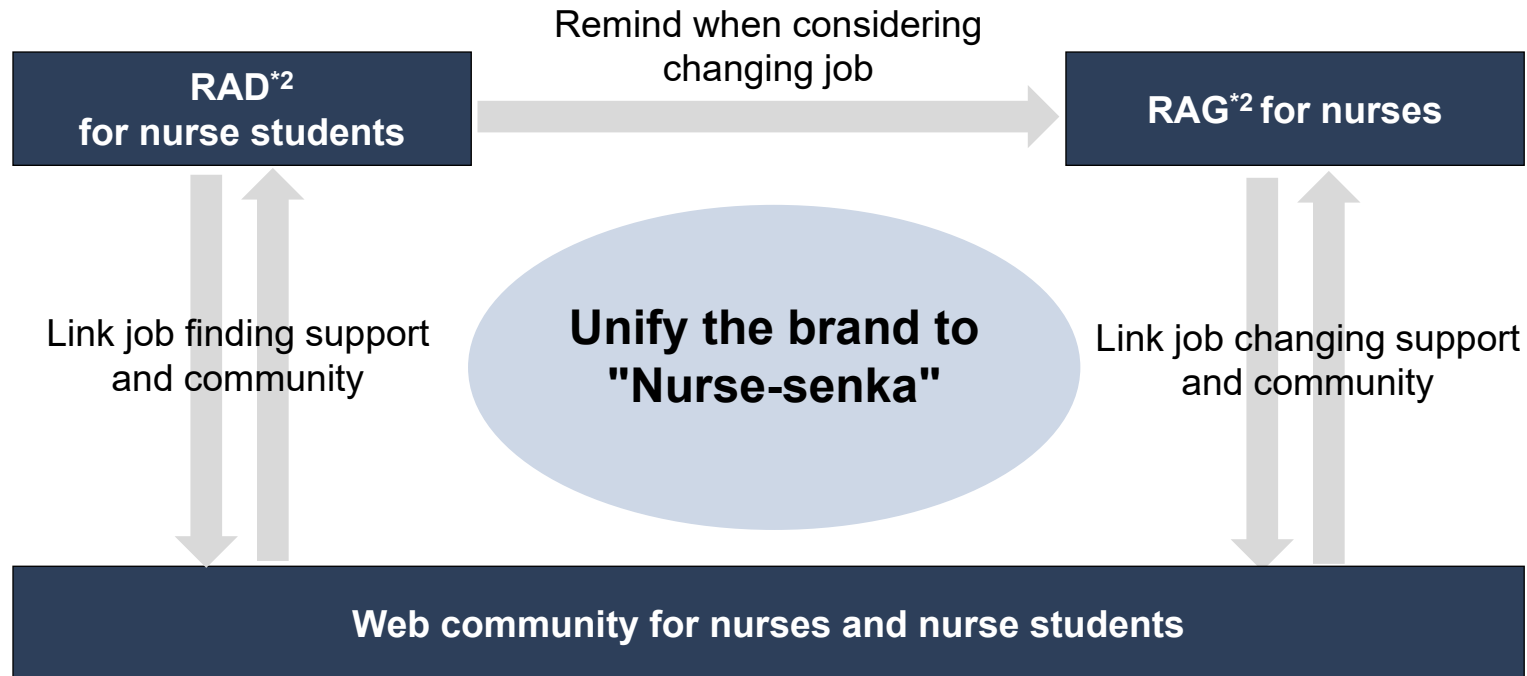 Remind when considering
changing job
RAD*2
for nurse students
RAG*2 for nurses
Link job finding support
and community
Unify the brand to
"Nurse-senka"
Link job changing support
and community
Web community for nurses and nurse students